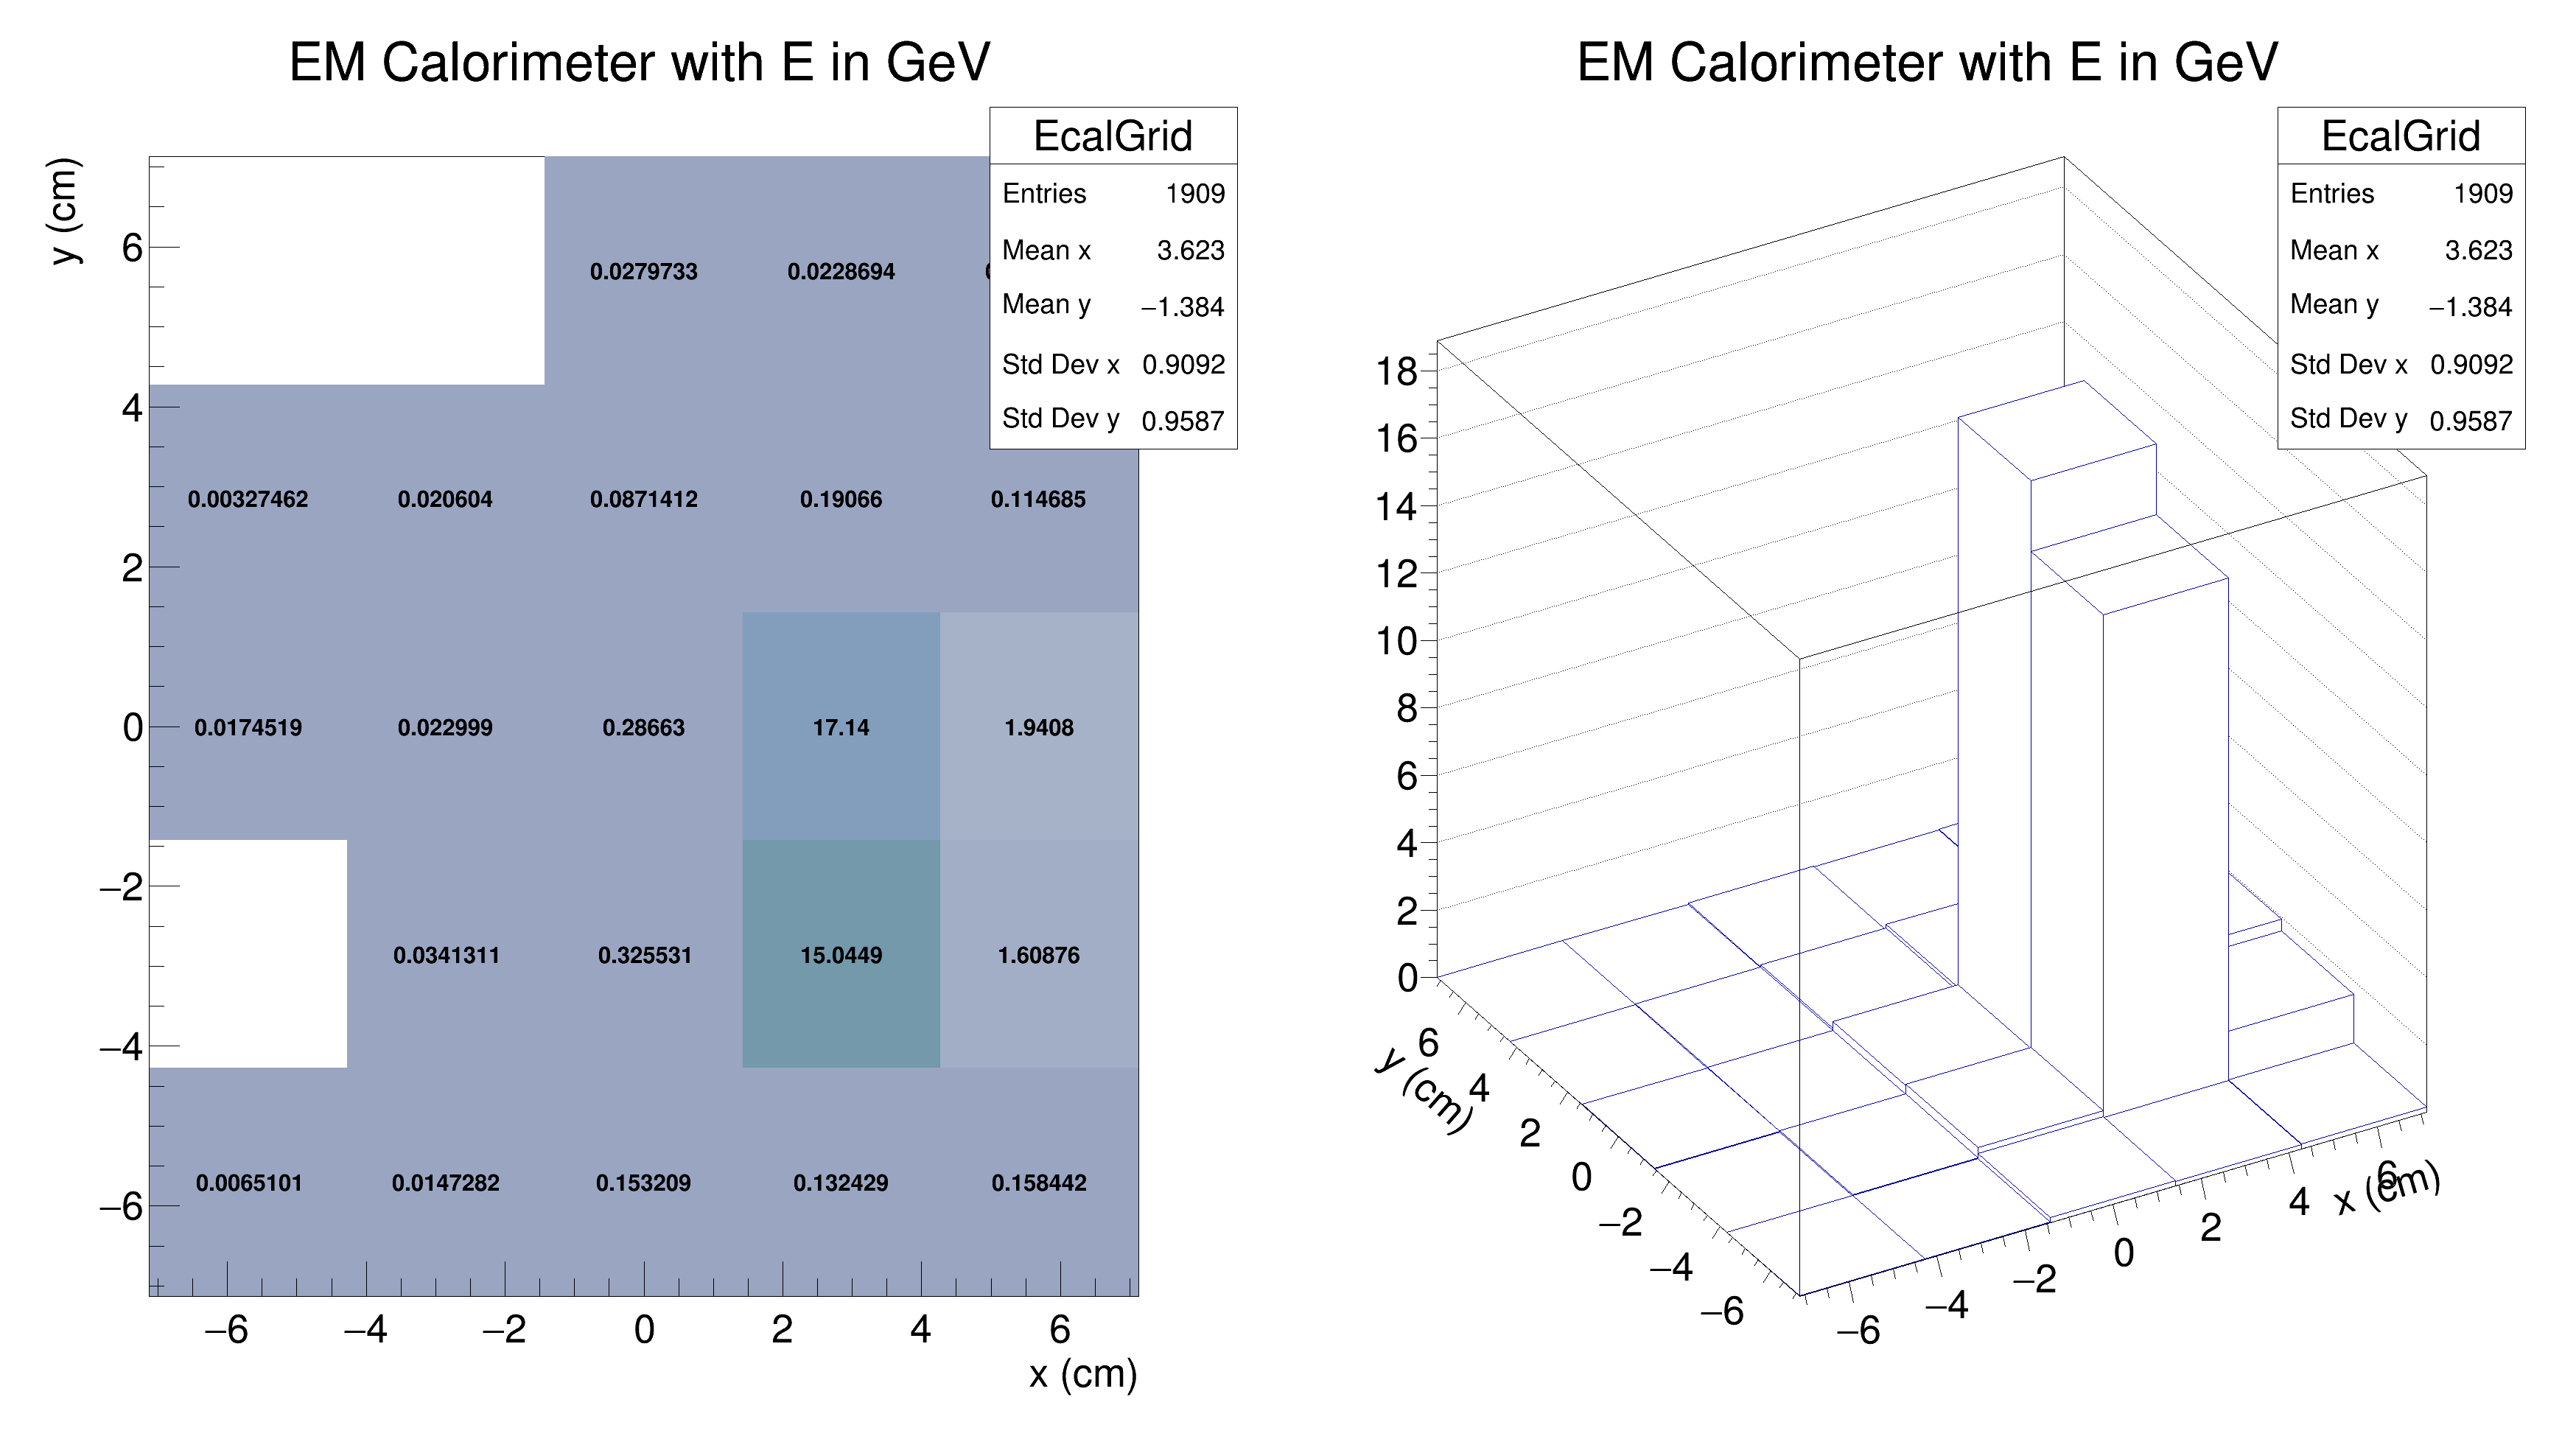 EM Calorimeter with E in GeV
EcalGrid
Entries 1909
Mean x 3.623
Mean y −1.384
Std Dev x 0.9092
Std Dev y 0.9587
y (cm)
6
4
2
0
−2
−4
−6
0.0279733 0.0228694
0.00327462 0.020604 0.0871412 0.19066 0.114685
0.0174519 0.022999 0.28663 17.14 1.9408
0.0341311 0.325531 15.0449 1.60876
0.0065101 0.0147282 0.153209 0.132429 0.158442
−6 −4 −2 0 2 4 6
x (cm)
EM Calorimeter with E in GeV
EcalGrid
Entries 1909
Mean x 3.623
Mean y −1.384
Std Dev x 0.9092
Std Dev y 0.9587
18
16
14
12
10
8
6
4
2
0
6
4
2
0
−2
−4
−6
y (cm)
−6 −4 −2 0 2 4 6
x (cm)